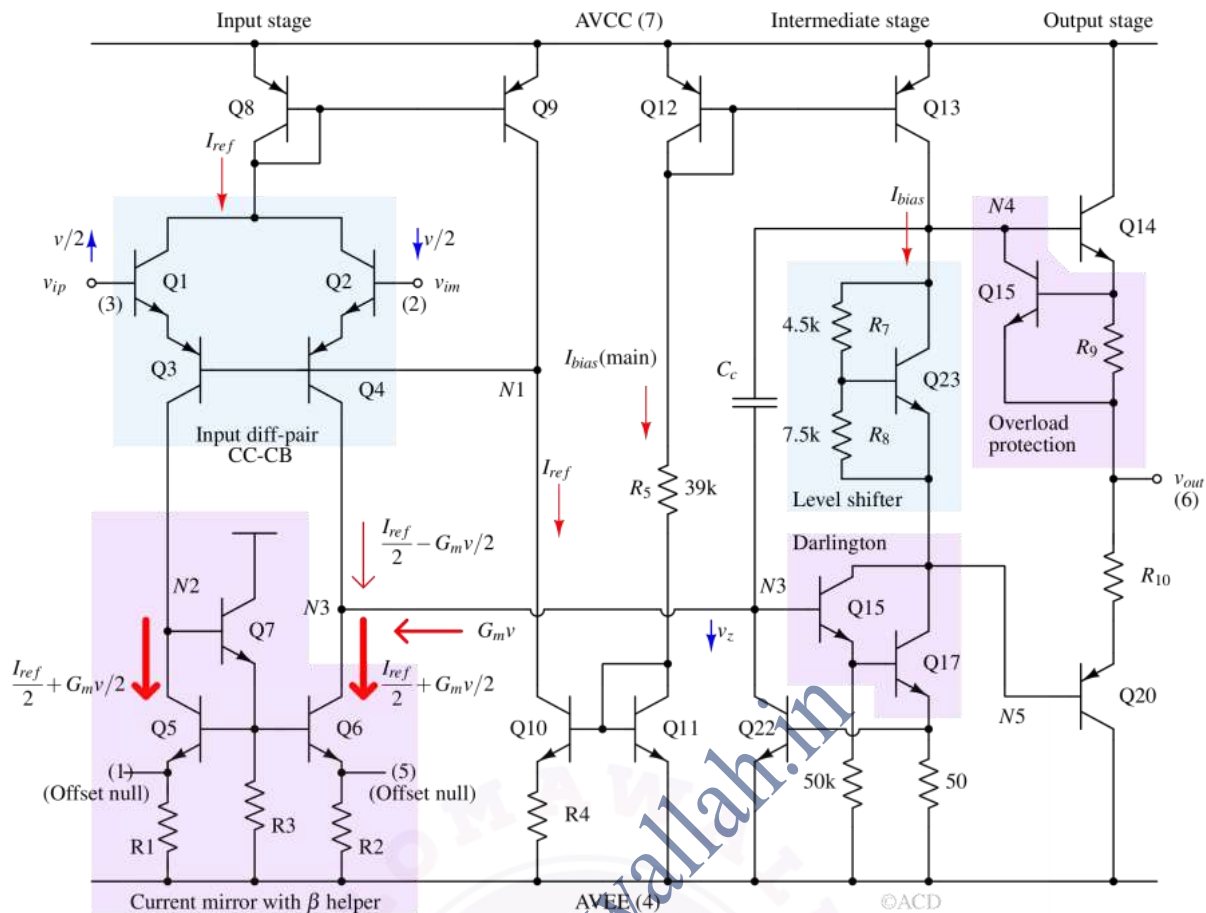 Input stage
AVCC (7)
Intermediate stage
Output stage
Q8
Q9
Q12
Q13
I_ref
I_bias
N4
Q14
v/2
v/2
v_ip
(3)
Q1
Q2
(2)
v_im
Q15
4.5k
R_7
R_9
Q3
Q4
N1
I_bias(main)
C_c
Q23
7.5k
R_8
Overload
protection
Input diff-pair
CC-CB
I_ref
R_5
39k
Level shifter
v_out
(6)
I_ref/2 − G_m v/2
Darlington
R_10
N2
N3
N3
Q15
Q7
G_m v
v_z
Q17
I_ref/2 + G_m v/2
I_ref/2 + G_m v/2
Q20
N5
Q5
Q6
Q10
Q11
Q22
(1)
(Offset null)
(5)
(Offset null)
50k
50
R1
R3
R2
R4
Current mirror with β helper
AVEE (4)
©ACD
wallah.in